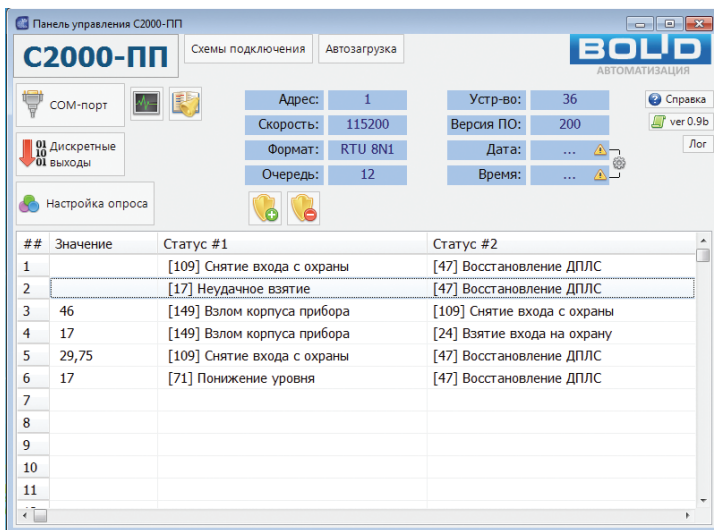 Панель управления С2000-ПП
С2000-ПП
Схемы подключения
Автозагрузка
BOLID
АВТОМАТИЗАЦИЯ
COM-порт
Адрес: 1
Устр-во: 36
Справка
Скорость: 115200
Версия ПО: 200
ver 0.9b
01
10
01
Дискретные
выходы
Формат: RTU 8N1
Дата: ...
Лог
Очередь: 12
Время: ...
Настройка опроса
## Значение Статус #1 Статус #2
1 [109] Снятие входа с охраны [47] Восстановление ДПЛС
2 [17] Неудачное взятие [47] Восстановление ДПЛС
3 46 [149] Взлом корпуса прибора [109] Снятие входа с охраны
4 17 [149] Взлом корпуса прибора [24] Взятие входа на охрану
5 29,75 [109] Снятие входа с охраны [47] Восстановление ДПЛС
6 17 [71] Понижение уровня [47] Восстановление ДПЛС
7
8
9
10
11